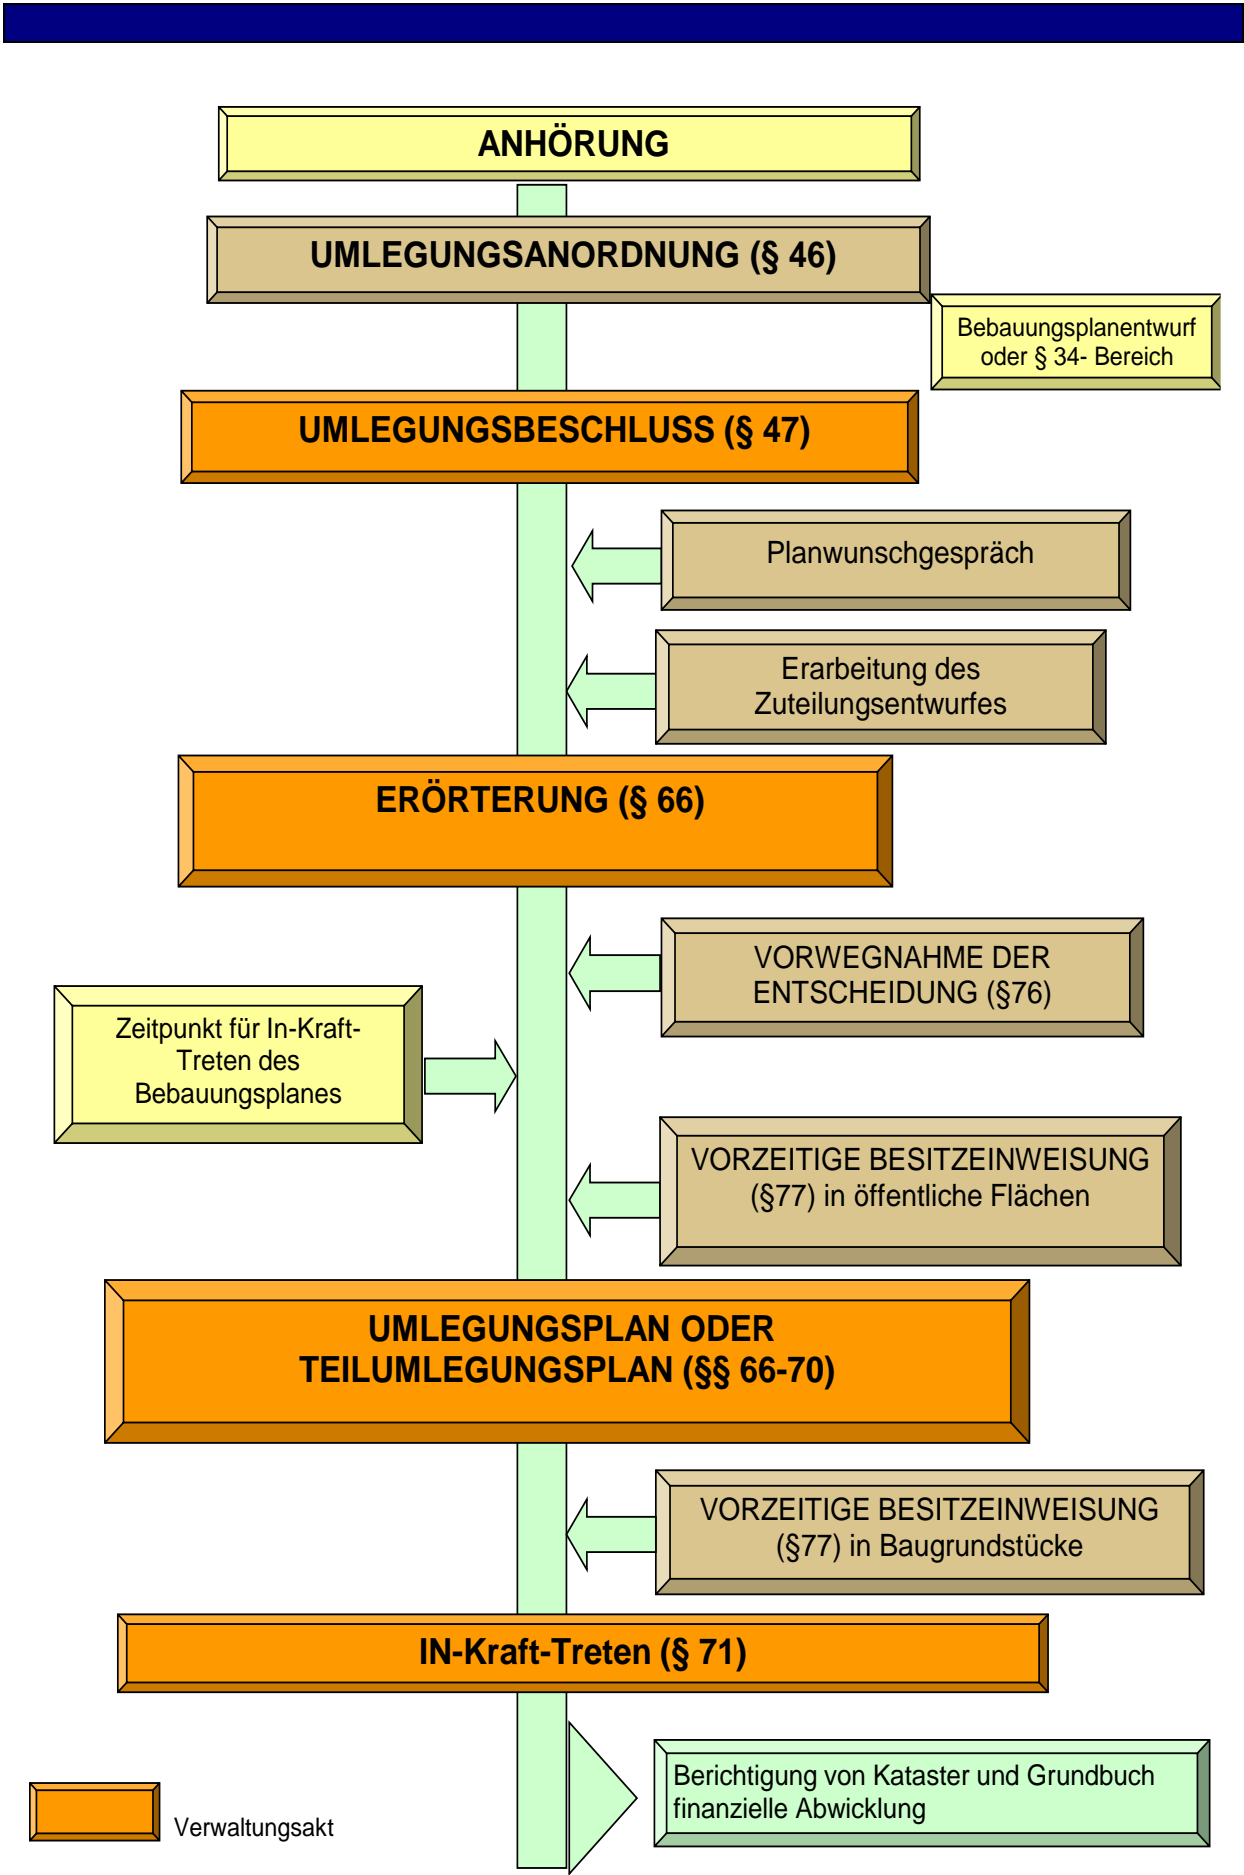 ANHÖRUNG
UMLEGUNGSANORDNUNG (§ 46)
Bebauungsplanentwurf
oder § 34- Bereich
UMLEGUNGSBESCHLUSS (§ 47)
Planwunschgespräch
Erarbeitung des
Zuteilungsentwurfes
ERÖRTERUNG (§ 66)
VORWEGNAHME DER
ENTSCHEIDUNG (§76)
Zeitpunkt für In-Kraft-
Treten des
Bebauungsplanes
VORZEITIGE BESITZEINWEISUNG
(§77) in öffentliche Flächen
UMLEGUNGSPLAN ODER
TEILUMLEGUNGSPLAN (§§ 66-70)
VORZEITIGE BESITZEINWEISUNG
(§77) in Baugrundstücke
IN-Kraft-Treten (§ 71)
Berichtigung von Kataster und Grundbuch
finanzielle Abwicklung
Verwaltungsakt